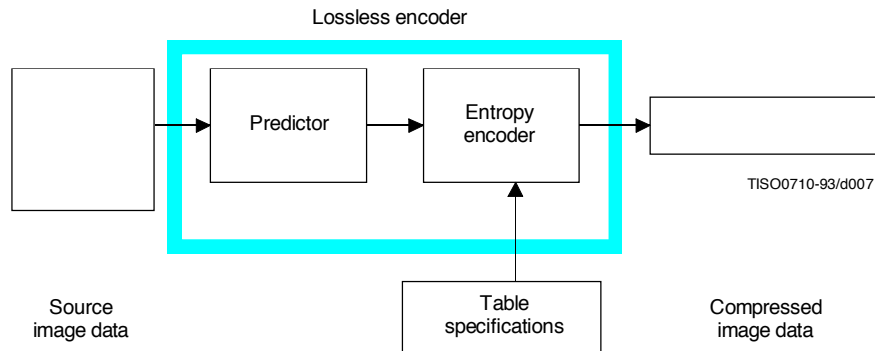 Lossless encoder
Predictor
Entropy
encoder
TISO0710-93/d007
Source
image data
Table
specifications
Compressed
image data